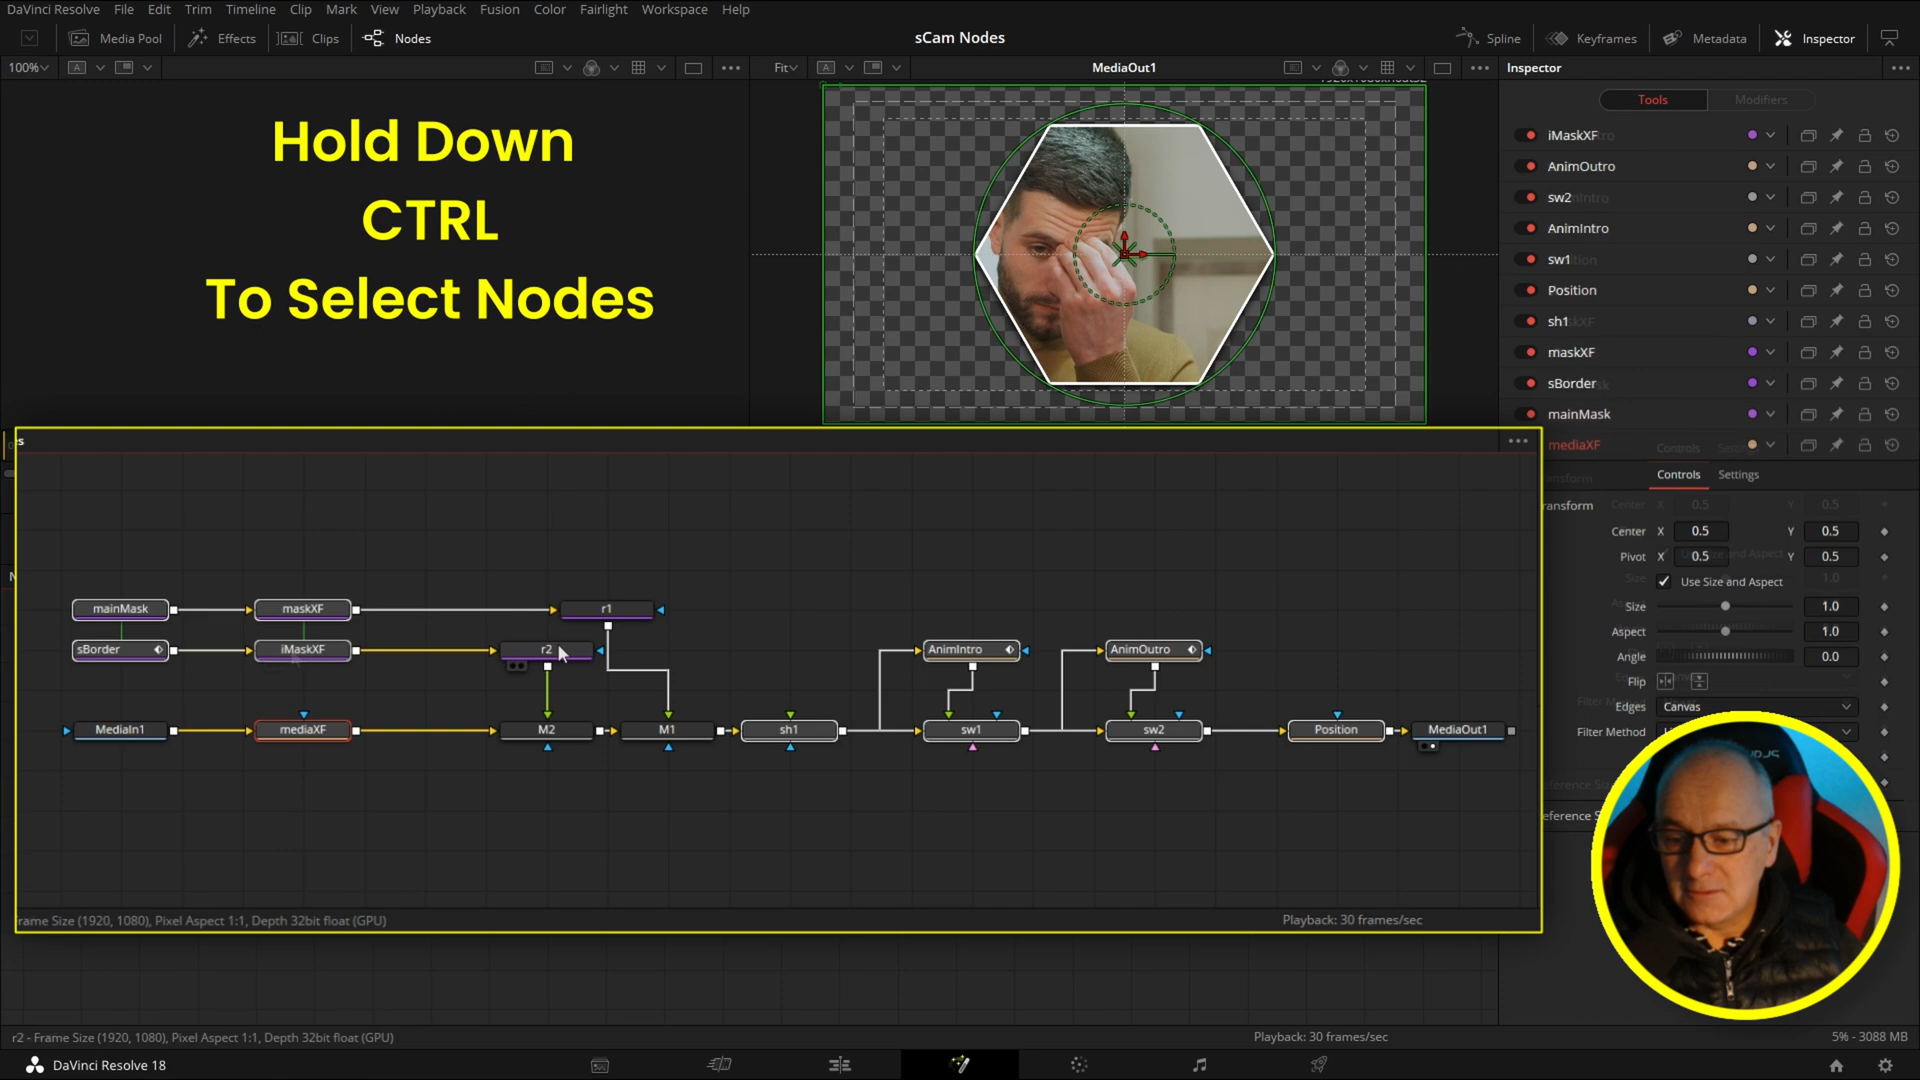 DaVinci Resolve File Edit Trim Timeline Clip Mark View Playback Fusion Color Fairlight Workspace Help
Media Pool Effects Clips Nodes
sCam Nodes
Spline Keyframes Metadata Inspector
100%
Fit
MediaOut1
Inspector
Hold Down
CTRL
To Select Nodes
Tools Modifiers
iMaskXF
AnimOutro
sw2
AnimIntro
sw1
Position
sh1
maskXF
sBorder
mainMask
mediaXF
Controls Settings
ransform
Center X 0.5 Y 0.5
Pivot X 0.5 Y 0.5
Use Size and Aspect
Size 1.0
Aspect 1.0
Angle 0.0
Flip
Edges Canvas
Filter Method
eference S
s
mainMask maskXF r1
sBorder iMaskXF r2 AnimIntro AnimOutro
MediaIn1 mediaXF M2 M1 sh1 sw1 sw2 Position MediaOut1
rame Size (1920, 1080), Pixel Aspect 1:1, Depth 32bit float (GPU)
Playback: 30 frames/sec
r2 - Frame Size (1920, 1080), Pixel Aspect 1:1, Depth 32bit float (GPU)
Playback: 30 frames/sec
5% - 3088 MB
DaVinci Resolve 18